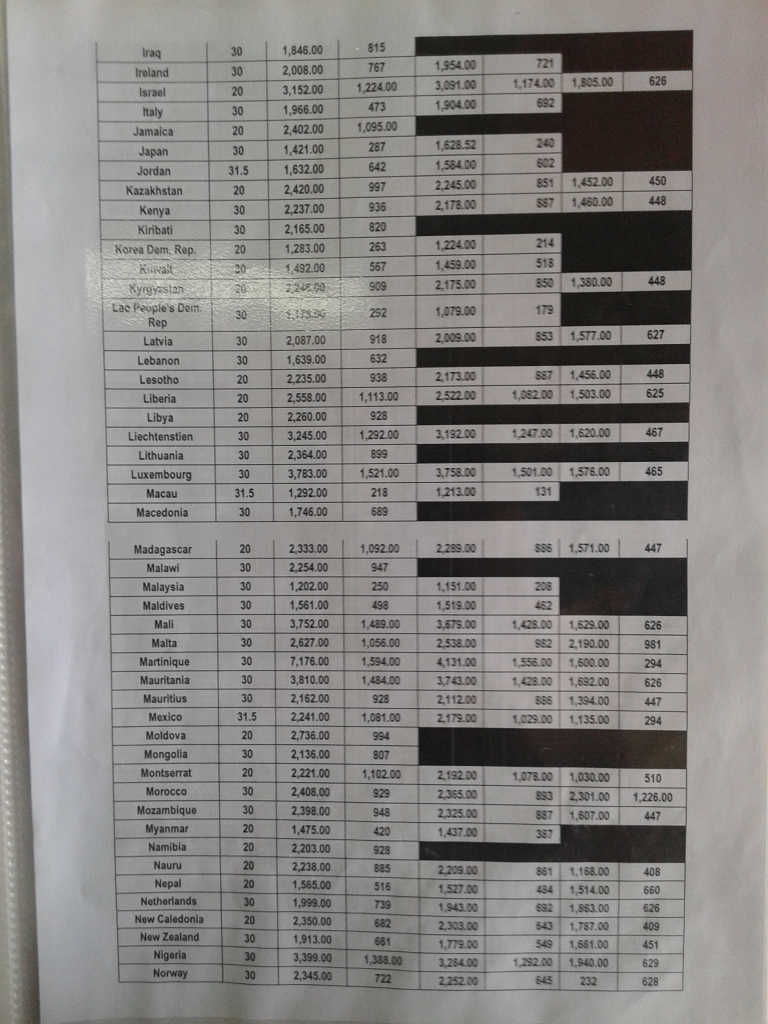 Iraq 30 1,846.00 815
Ireland 30 2,008.00 767 1,954.00 721
Israel 20 3,152.00 1,224.00 3,091.00 1,174.00 1,805.00 626
Italy 30 1,966.00 473 1,904.00 692
Jamaica 20 2,402.00 1,095.00
Japan 30 1,421.00 287 1,628.52 240
Jordan 31.5 1,632.00 642 1,584.00 602
Kazakhstan 20 2,420.00 997 2,245.00 851 1,452.00 450
Kenya 30 2,237.00 936 2,178.00 887 1,460.00 448
Kiribati 30 2,165.00 820
Korea Dem. Rep. 20 1,283.00 263 1,224.00 214
Kuwait 30 1,492.00 567 1,459.00 518
Kyrgyzstan 20 909 2,175.00 850 1,380.00 448
Lao People's Dem.
Rep 30 292 1,079.00 179
Latvia 30 2,087.00 918 2,009.00 853 1,577.00 627
Lebanon 30 1,639.00 632
Lesotho 20 2,235.00 938 2,173.00 887 1,456.00 448
Liberia 20 2,558.00 1,113.00 2,522.00 1,082.00 1,503.00 625
Libya 20 2,260.00 928
Liechtenstien 30 3,245.00 1,292.00 3,192.00 1,247.00 1,620.00 467
Lithuania 30 2,364.00 899
Luxembourg 30 3,783.00 1,521.00 3,758.00 1,501.00 1,576.00 465
Macau 31.5 1,292.00 218 1,213.00 131
Macedonia 30 1,746.00 689
Madagascar 20 2,333.00 1,092.00 2,289.00 886 1,571.00 447
Malawi 30 2,254.00 947
Malaysia 30 1,202.00 250 1,151.00 208
Maldives 30 1,561.00 498 1,519.00 462
Mali 30 3,752.00 1,489.00 3,679.00 1,428.00 1,629.00 626
Malta 30 2,627.00 1,056.00 2,538.00 982 2,190.00 981
Martinique 30 7,176.00 1,594.00 4,131.00 1,556.00 1,600.00 294
Mauritania 30 3,810.00 1,484.00 3,743.00 1,428.00 1,692.00 626
Mauritius 30 2,162.00 928 2,112.00 886 1,394.00 447
Mexico 31.5 2,241.00 1,081.00 2,179.00 1,029.00 1,135.00 294
Moldova 20 2,736.00 994
Mongolia 30 2,136.00 807
Montserrat 20 2,221.00 1,102.00 2,192.00 1,078.00 1,030.00 510
Morocco 30 2,408.00 929 2,365.00 893 2,301.00 1,226.00
Mozambique 30 2,398.00 948 2,325.00 887 1,607.00 447
Myanmar 20 1,475.00 420 1,437.00 387
Namibia 20 2,203.00 928
Nauru 20 2,238.00 885 2,209.00 861 1,168.00 408
Nepal 20 1,565.00 516 1,527.00 484 1,514.00 660
Netherlands 30 1,999.00 739 1,943.00 692 1,863.00 626
New Caledonia 20 2,350.00 682 2,303.00 643 1,787.00 409
New Zealand 30 1,913.00 661 1,779.00 549 1,661.00 451
Nigeria 30 3,399.00 1,388.00 3,284.00 1,292.00 1,940.00 629
Norway 30 2,345.00 722 2,252.00 645 232 628